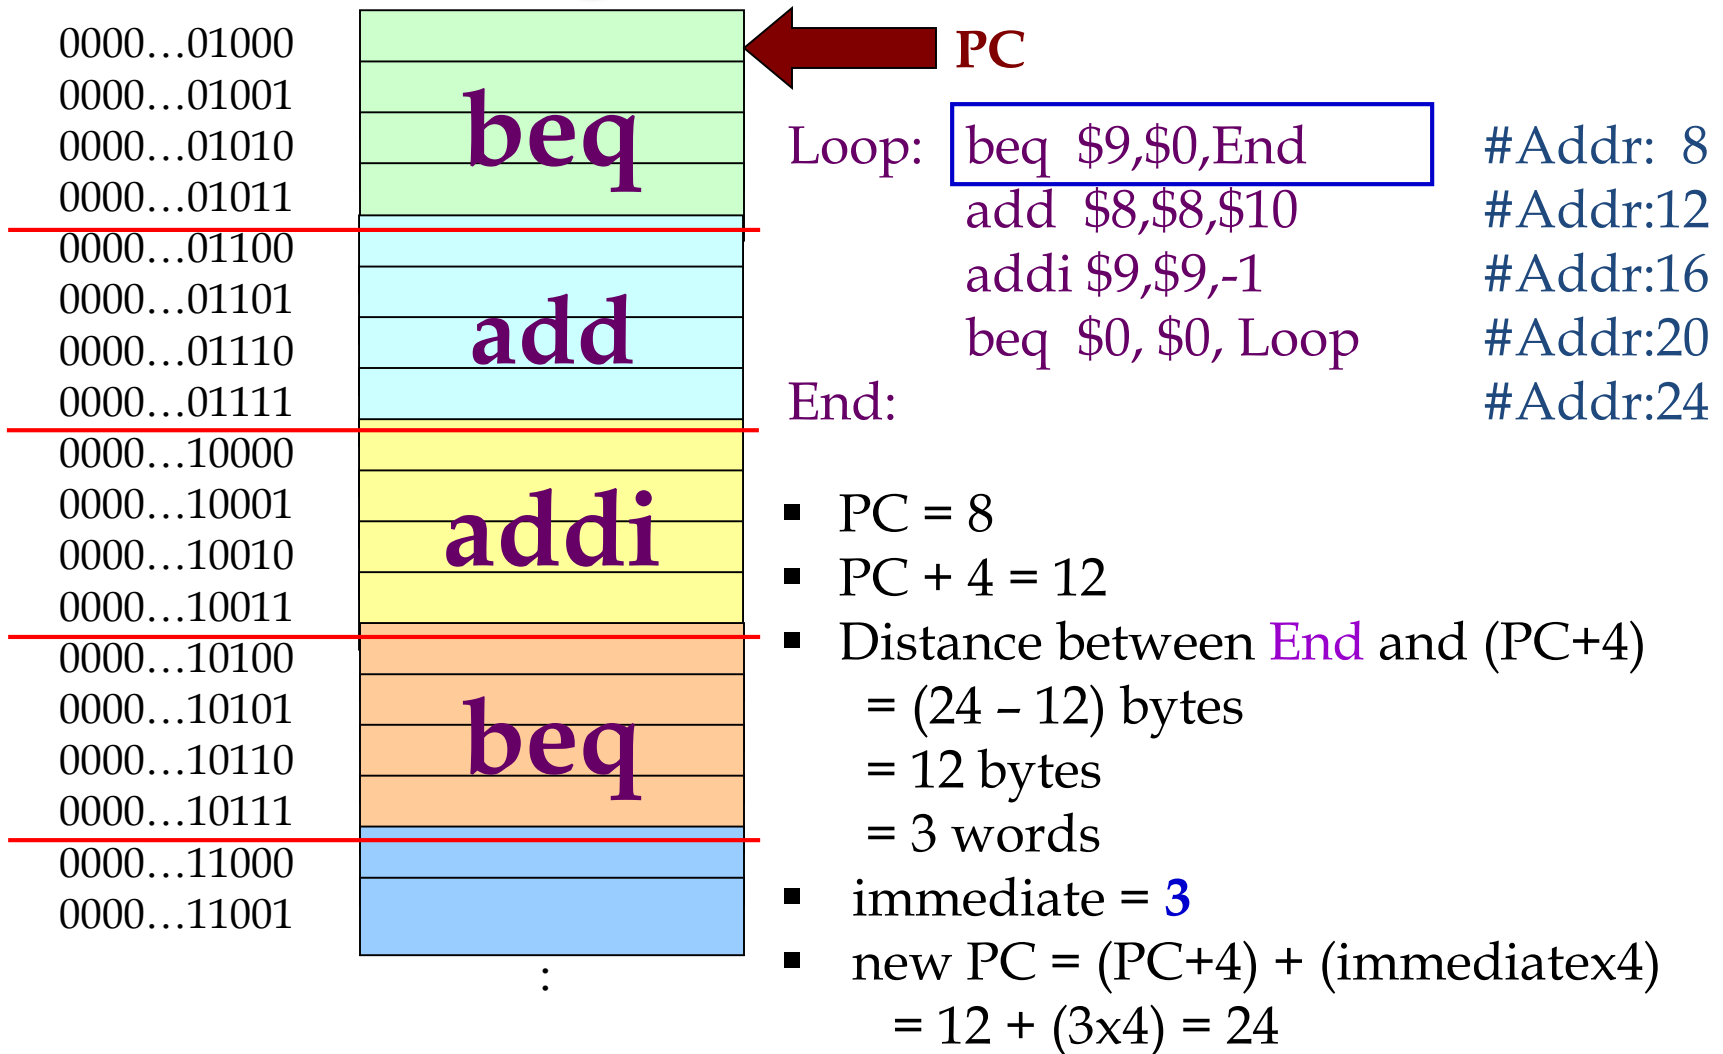 0000…01000
0000…01001
0000…01010
0000…01011
0000…01100
0000…01101
0000…01110
0000…01111
0000…10000
0000…10001
0000…10010
0000…10011
0000…10100
0000…10101
0000…10110
0000…10111
0000…11000
0000…11001
beq
add
addi
beq
:
PC
Loop: beq $9,$0,End #Addr: 8
add $8,$8,$10 #Addr:12
addi $9,$9,-1 #Addr:16
beq $0, $0, Loop #Addr:20
End: #Addr:24
▪ PC = 8
▪ PC + 4 = 12
▪ Distance between End and (PC+4)
= (24 – 12) bytes
= 12 bytes
= 3 words
▪ immediate = 3
▪ new PC = (PC+4) + (immediatex4)
= 12 + (3x4) = 24